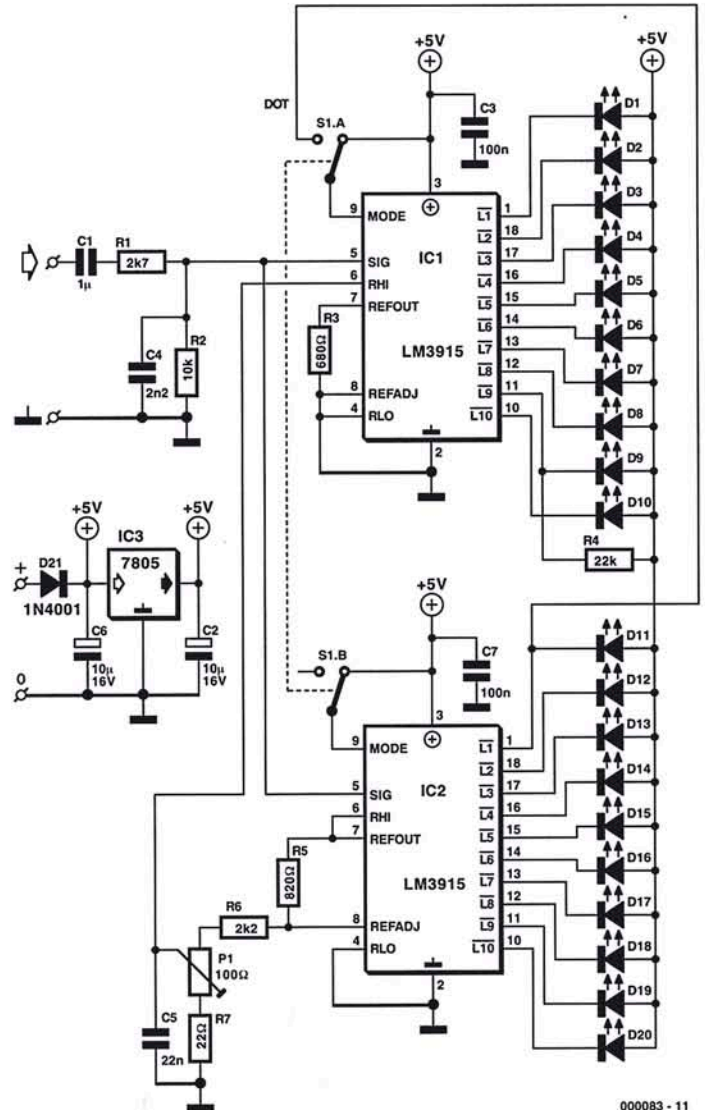 +5V
+5V
DOT
S1.A
C3
100n
D1
D2
D3
D4
D5
D6
D7
D8
D9
D10
3
9 MODE
L1 1
L2 18
C1
1µ
R1
2k7
5 SIG
IC1
L3 17
6 RHI
L4 16
7 REFOUT
L5 15
R3
680Ω
L6 14
L7 13
LM3915
C4
2n2
R2
10k
L8 12
8 REFADJ
L9 11
4 RLO
L10 10
2
R4
22k
+5V
+5V
IC3
7805
+
D21
1N4001
C6
10µ
16V
C2
10µ
16V
0
+5V
S1.B
C7
100n
D11
D12
D13
D14
D15
D16
D17
D18
D19
D20
3
9 MODE
L1 1
L2 18
5 SIG
IC2
L3 17
6 RHI
L4 16
7 REFOUT
L5 15
R5
820Ω
L6 14
L7 13
LM3915
L8 12
R6
2k2
8 REFADJ
L9 11
4 RLO
L10 10
2
P1
100Ω
R7
22Ω
C5
22n
000083 - 11